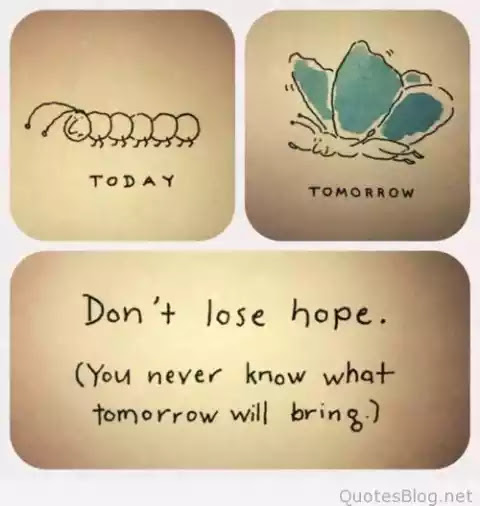 TODAY
TOMORROW
Don't lose hope.
(You never know what
tomorrow will bring.)
QuotesBlog.net